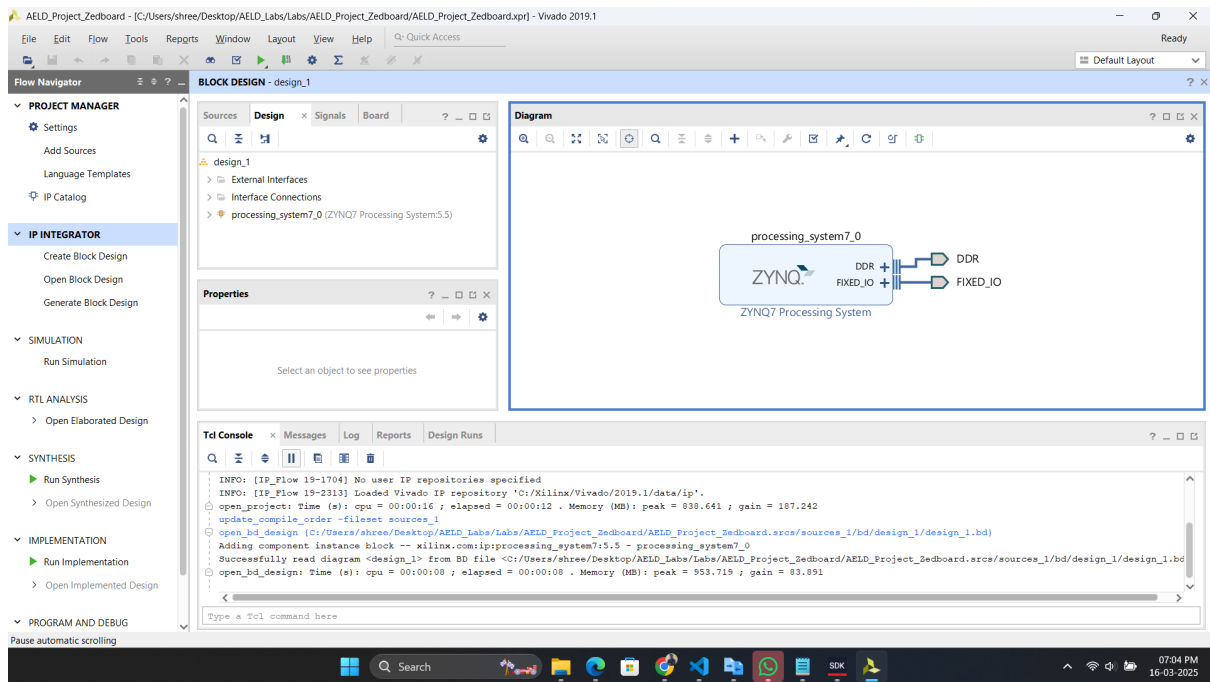 AELD_Project_Zedboard - [C:/Users/shree/Desktop/AELD_Labs/Labs/AELD_Project_Zedboard/AELD_Project_Zedboard.xpr] - Vivado 2019.1
File Edit Flow Tools Reports Window Layout View Help Q- Quick Access Ready
Default Layout
Flow Navigator
PROJECT MANAGER
Settings
Add Sources
Language Templates
IP Catalog
IP INTEGRATOR
Create Block Design
Open Block Design
Generate Block Design
SIMULATION
Run Simulation
RTL ANALYSIS
Open Elaborated Design
SYNTHESIS
Run Synthesis
Open Synthesized Design
IMPLEMENTATION
Run Implementation
Open Implemented Design
PROGRAM AND DEBUG
Pause automatic scrolling
BLOCK DESIGN - design_1
Sources Design Signals Board
design_1
External Interfaces
Interface Connections
processing_system7_0 (ZYNQ7 Processing System:5.5)
Properties
Select an object to see properties
Diagram
processing_system7_0
ZYNQ
DDR
FIXED_IO
DDR
FIXED_IO
ZYNQ7 Processing System
Tcl Console Messages Log Reports Design Runs
INFO: [IP_Flow 19-1704] No user IP repositories specified
INFO: [IP_Flow 19-2313] Loaded Vivado IP repository 'C:/Xilinx/Vivado/2019.1/data/ip'.
open_project: Time (s): cpu = 00:00:16 ; elapsed = 00:00:12 . Memory (MB): peak = 838.641 ; gain = 187.242
update_compile_order -fileset sources_1
open_bd_design {C:/Users/shree/Desktop/AELD_Labs/Labs/AELD_Project_Zedboard/AELD_Project_Zedboard.srcs/sources_1/bd/design_1/design_1.bd}
Adding component instance block -- xilinx.com:ip:processing_system7:5.5 - processing_system7_0
Successfully read diagram <design_1> from BD file <C:/Users/shree/Desktop/AELD_Labs/Labs/AELD_Project_Zedboard/AELD_Project_Zedboard.srcs/sources_1/bd/design_1/design_1.bd
open_bd_design: Time (s): cpu = 00:00:08 ; elapsed = 00:00:08 . Memory (MB): peak = 953.719 ; gain = 83.891
Type a Tcl command here
Search
SDK
07:04 PM
16-03-2025